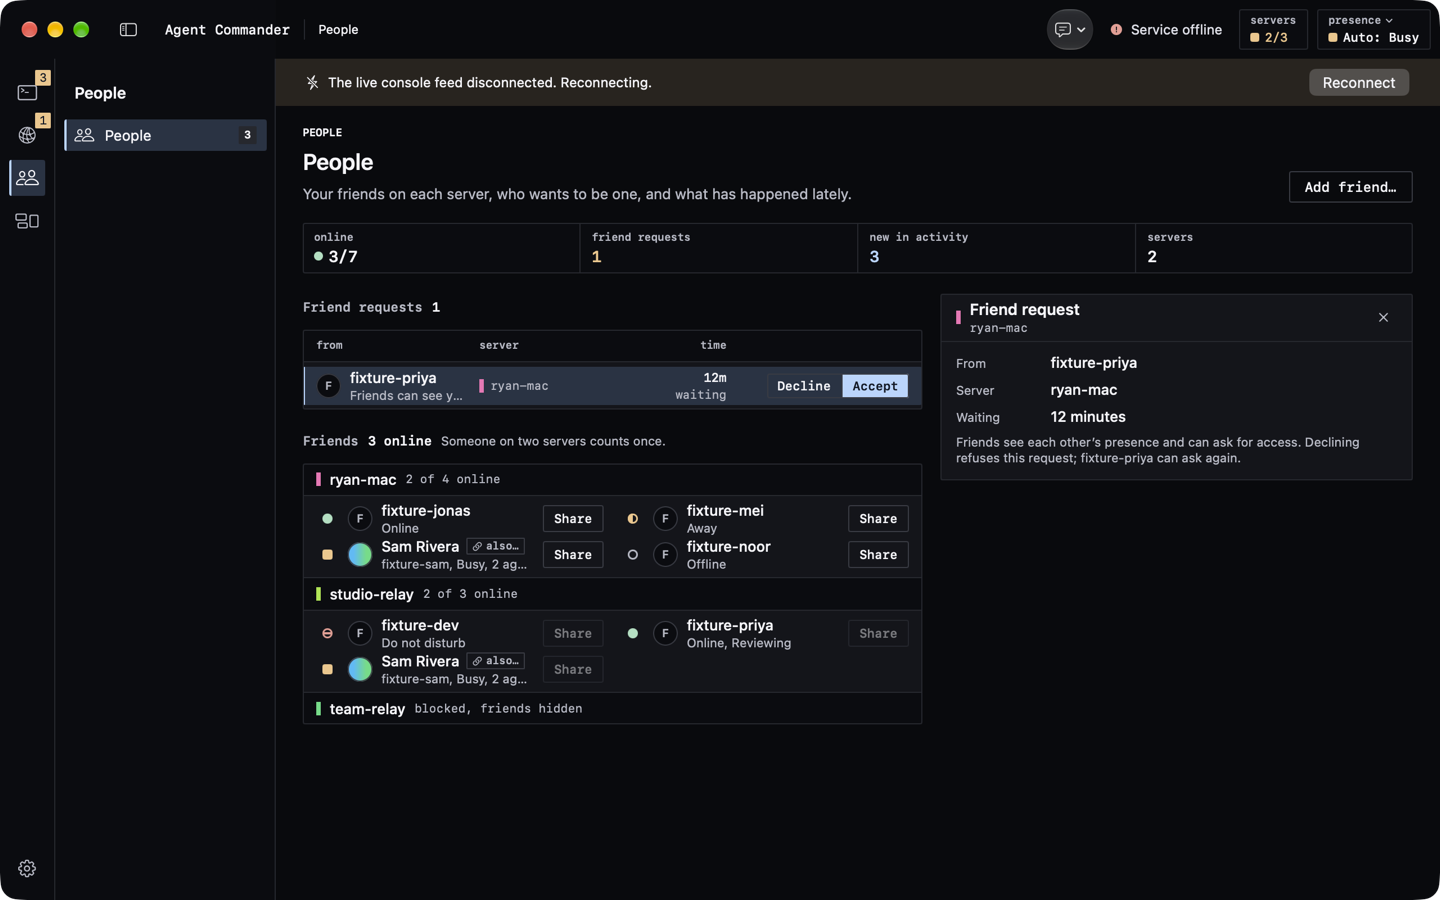 Agent Commander
People
Service offline
servers
2/3
presence
Auto: Busy
3
1
People
People
3
The live console feed disconnected. Reconnecting.
Reconnect
PEOPLE
People
Your friends on each server, who wants to be one, and what has happened lately.
Add friend…
online
3/7
friend requests
1
new in activity
3
servers
2
Friend requests 1
from
server
time
F
fixture-priya
Friends can see y…
ryan-mac
12m
waiting
Decline
Accept
Friend request
ryan-mac
From
fixture-priya
Server
ryan-mac
Waiting
12 minutes
Friends see each other’s presence and can ask for access. Declining
refuses this request; fixture-priya can ask again.
Friends 3 online Someone on two servers counts once.
ryan-mac 2 of 4 online
F
fixture-jonas
Online
Share
F
fixture-mei
Away
Share
Sam Rivera
also…
fixture-sam, Busy, 2 ag…
Share
F
fixture-noor
Offline
Share
studio-relay 2 of 3 online
F
fixture-dev
Do not disturb
Share
F
fixture-priya
Online, Reviewing
Share
Sam Rivera
also…
fixture-sam, Busy, 2 ag…
Share
team-relay blocked, friends hidden